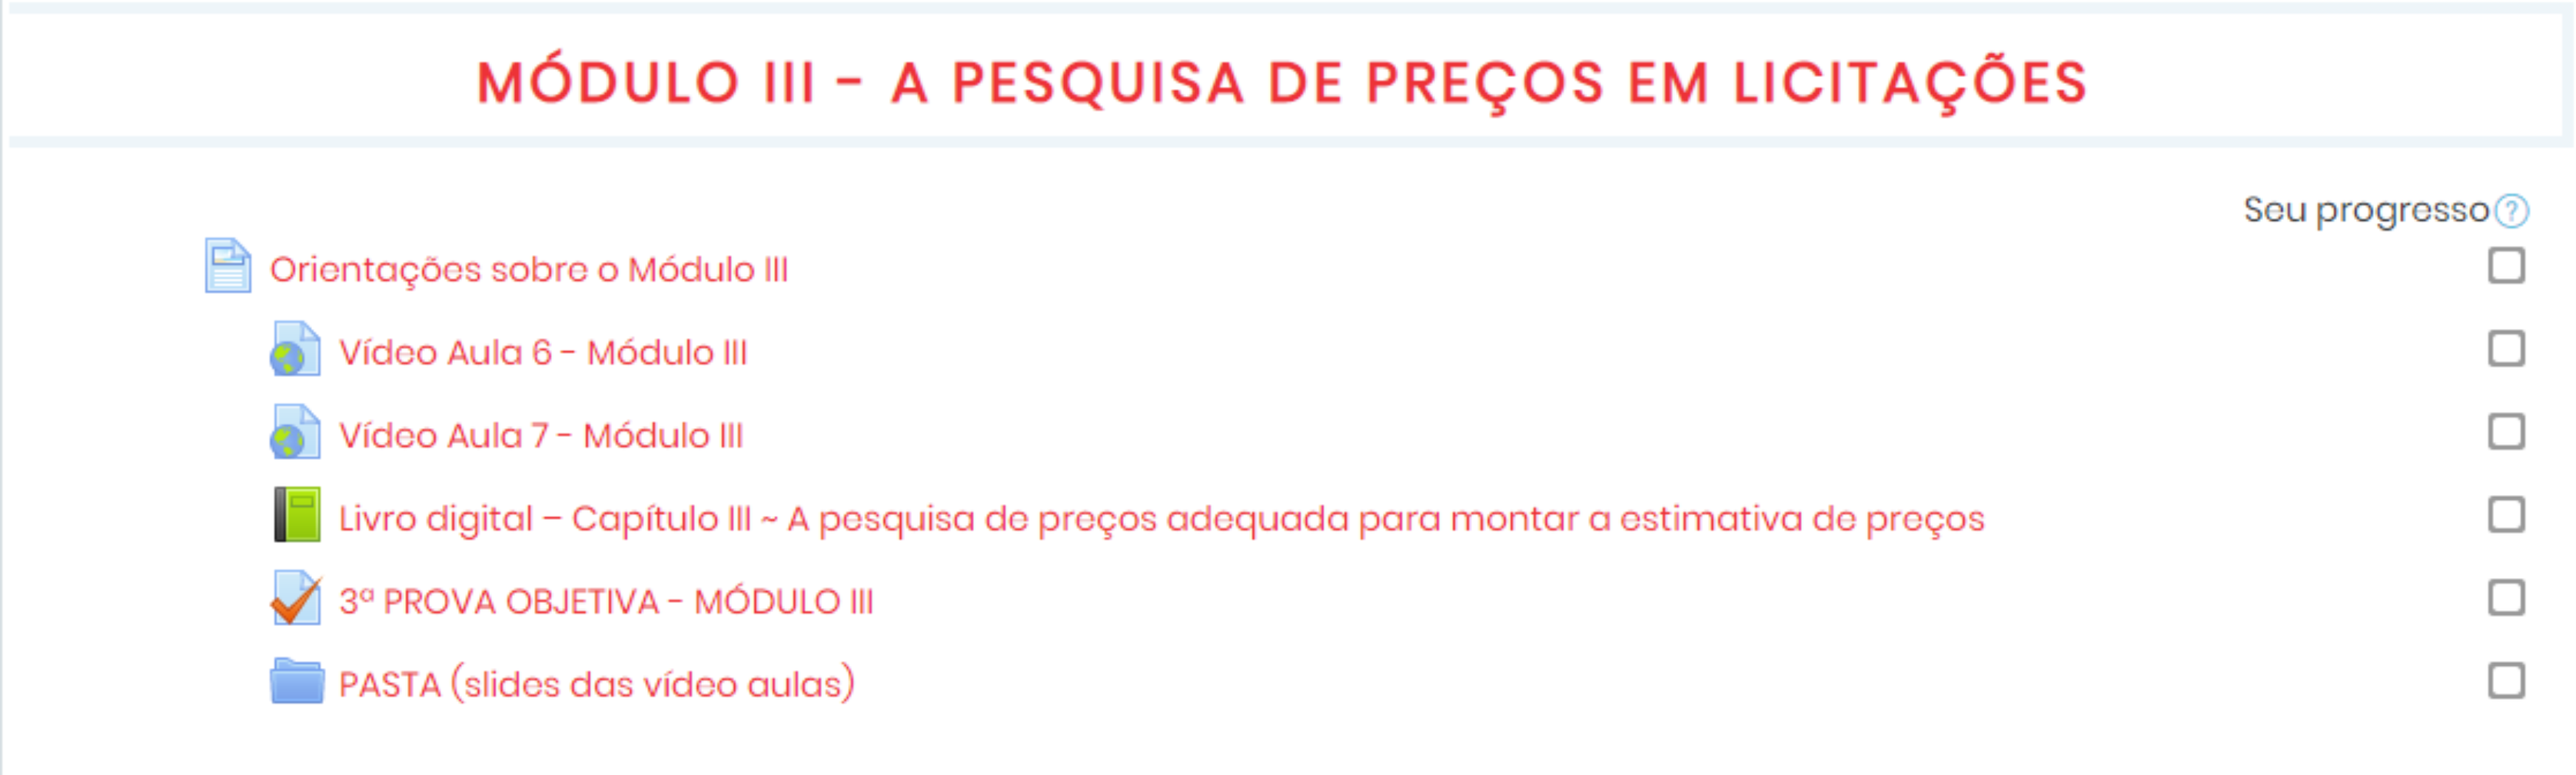 MÓDULO III - A PESQUISA DE PREÇOS EM LICITAÇÕES
Seu progresso
Orientações sobre o Módulo III
Vídeo Aula 6 - Módulo III
Vídeo Aula 7 - Módulo III
Livro digital – Capítulo III ~ A pesquisa de preços adequada para montar a estimativa de preços
3ª PROVA OBJETIVA - MÓDULO III
PASTA (slides das vídeo aulas)